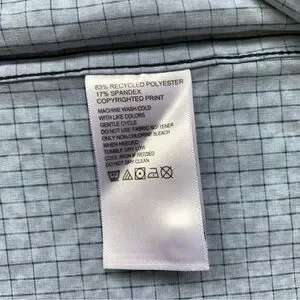 83% RECYCLED POLYESTER
17% SPANDEX
COPYRIGHTED PRINT
MACHINE WASH COLD
WITH LIKE COLORS
GENTLE CYCLE
DO NOT USE FABRIC SOFTENER
ONLY NON-CHLORINE BLEACH
WHEN NEEDED
TUMBLE DRY LOW
COOL IRON IF NEEDED
DO NOT DRY CLEAN